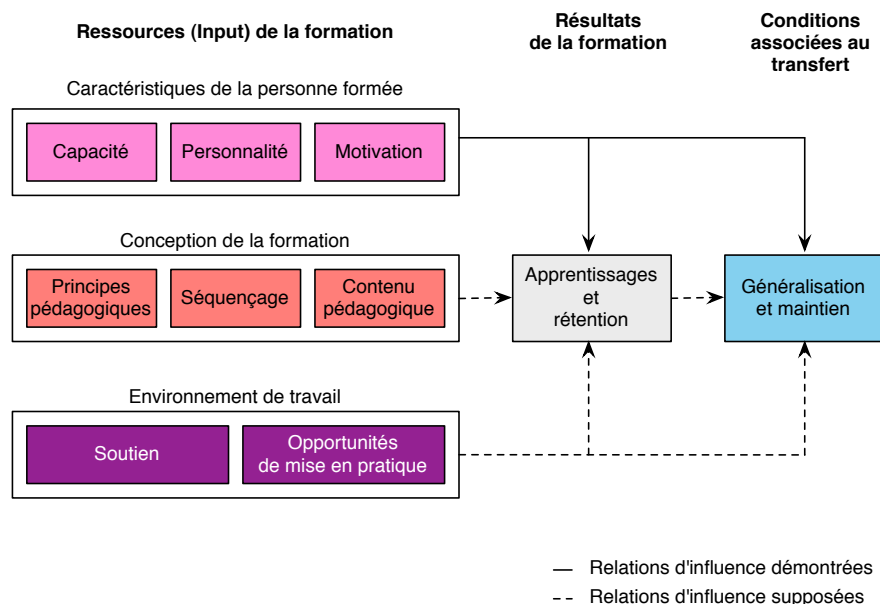 Ressources (Input) de la formation
Résultats
de la formation
Conditions
associées au
transfert
Caractéristiques de la personne formée
Capacité
Personnalité
Motivation
Conception de la formation
Principes
pédagogiques
Séquençage
Contenu
pédagogique
Apprentissages
et
rétention
Généralisation
et maintien
Environnement de travail
Soutien
Opportunités
de mise en pratique
Relations d'influence démontrées
Relations d'influence supposées